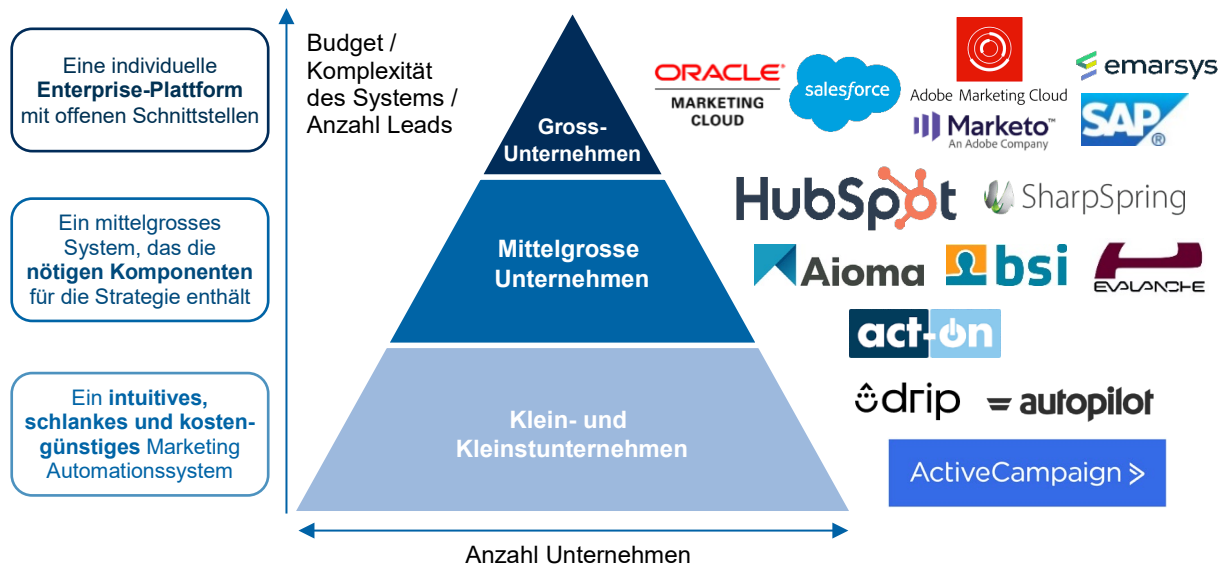 Eine individuelle
Enterprise-Plattform
mit offenen Schnittstellen
Ein mittelgrosses
System, das die
nötigen Komponenten
für die Strategie enthält
Ein intuitives,
schlankes und kosten-
günstiges Marketing
Automationssystem
Budget /
Komplexität
des Systems /
Anzahl Leads
Gross-
Unternehmen
Mittelgrosse
Unternehmen
Klein- und
Kleinstunternehmen
Anzahl Unternehmen
ORACLE®
MARKETING
CLOUD
salesforce
Adobe Marketing Cloud
emarsys
Marketo™
An Adobe Company
SAP®
HubSpot
SharpSpring
Aioma
bsi
EVALANCHE
act-on
drip
autopilot
ActiveCampaign >